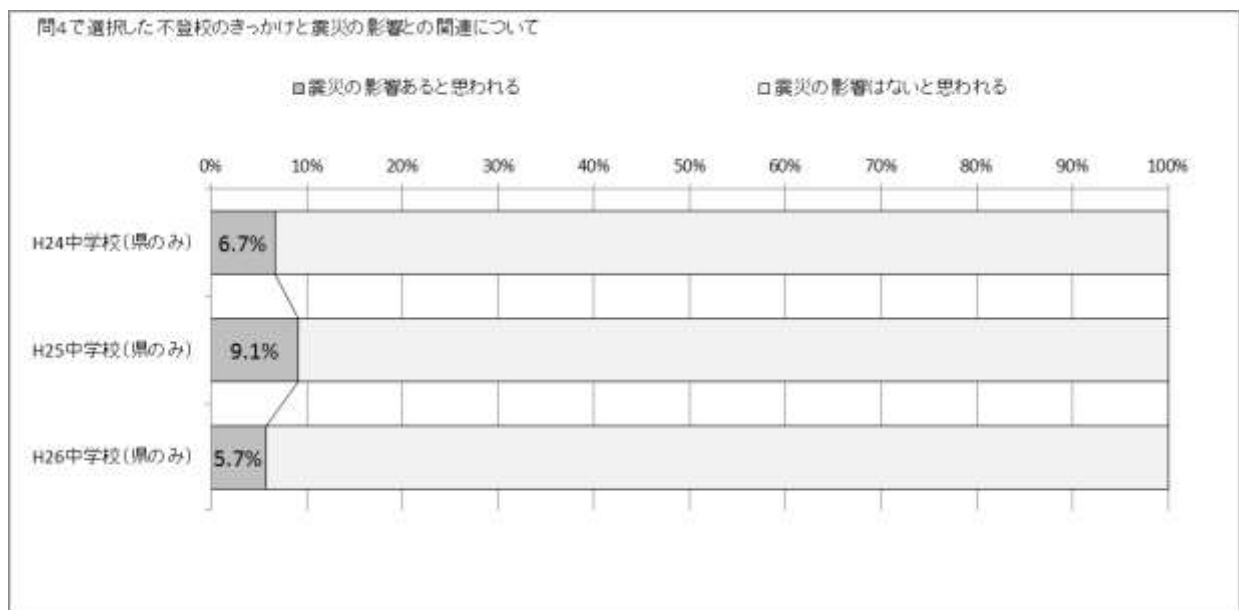 問4で選択した不登校のきっかけと震災の影響との関連について
震災の影響あると思われる
震災の影響はないと思われる
0% 10% 20% 30% 40% 50% 60% 70% 80% 90% 100%
H24中学校(県のみ)
6.7%
H25中学校(県のみ)
9.1%
H26中学校(県のみ)
5.7%